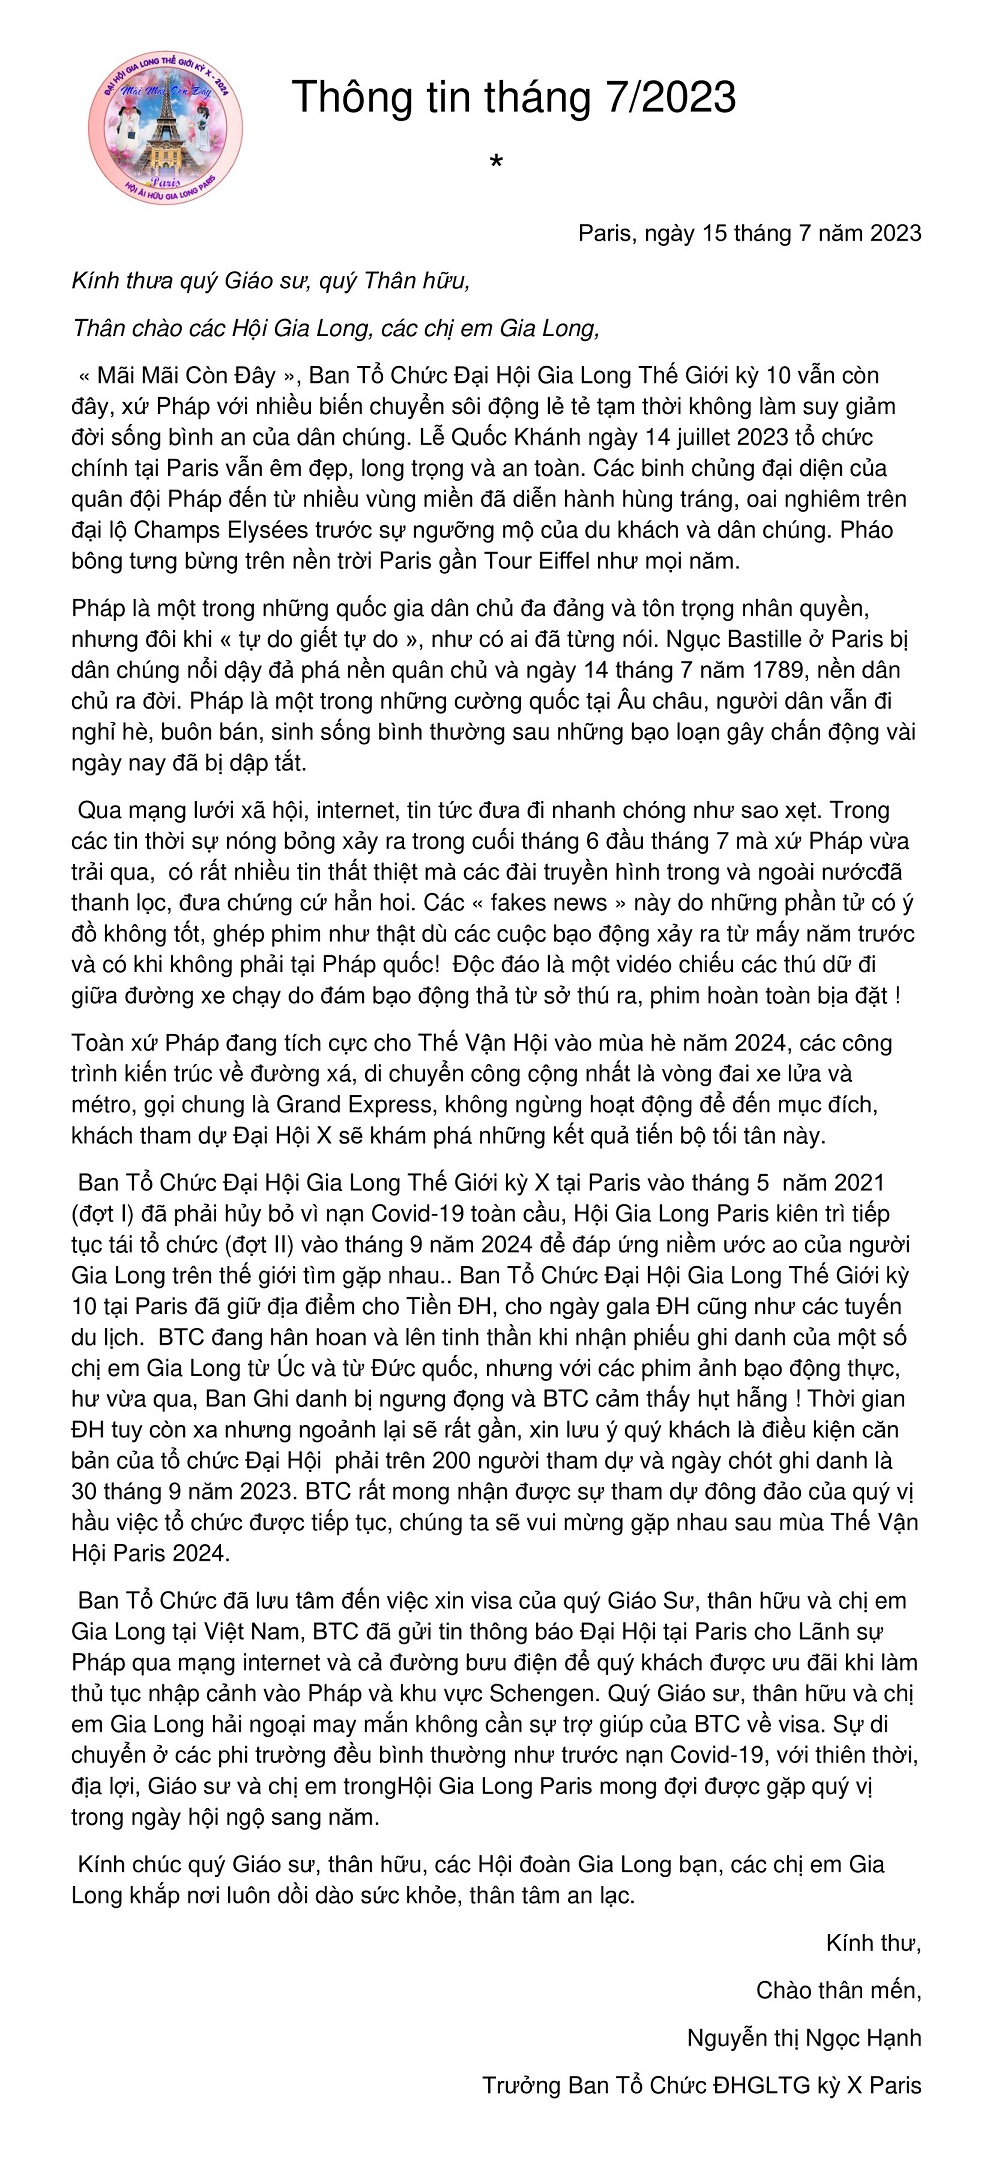 ĐẠI HỘI GIA LONG THẾ GIỚI KỲ X - 2024
Mãi Mãi Còn Đây
Paris
HỘI ÁI HỮU GIA LONG PARIS
Thông tin tháng 7/2023
*
Paris, ngày 15 tháng 7 năm 2023
Kính thưa quý Giáo sư, quý Thân hữu,
Thân chào các Hội Gia Long, các chị em Gia Long,
« Mãi Mãi Còn Đây », Ban Tổ Chức Đại Hội Gia Long Thế Giới kỳ 10 vẫn còn
đây, xứ Pháp với nhiều biến chuyển sôi động lẻ tẻ tạm thời không làm suy giảm
đời sống bình an của dân chúng. Lễ Quốc Khánh ngày 14 juillet 2023 tổ chức
chính tại Paris vẫn êm đẹp, long trọng và an toàn. Các binh chủng đại diện của
quân đội Pháp đến từ nhiều vùng miền đã diễn hành hùng tráng, oai nghiêm trên
đại lộ Champs Elysées trước sự ngưỡng mộ của du khách và dân chúng. Pháo
bông tưng bừng trên nền trời Paris gần Tour Eiffel như mọi năm.
Pháp là một trong những quốc gia dân chủ đa đảng và tôn trọng nhân quyền,
nhưng đôi khi « tự do giết tự do », như có ai đã từng nói. Ngục Bastille ở Paris bị
dân chúng nổi dậy đả phá nền quân chủ và ngày 14 tháng 7 năm 1789, nền dân
chủ ra đời. Pháp là một trong những cường quốc tại Âu châu, người dân vẫn đi
nghỉ hè, buôn bán, sinh sống bình thường sau những bạo loạn gây chấn động vài
ngày nay đã bị dập tắt.
Qua mạng lưới xã hội, internet, tin tức đưa đi nhanh chóng như sao xẹt. Trong
các tin thời sự nóng bỏng xảy ra trong cuối tháng 6 đầu tháng 7 mà xứ Pháp vừa
trải qua,  có rất nhiều tin thất thiệt mà các đài truyền hình trong và ngoài nướcđã
thanh lọc, đưa chứng cứ hẳn hoi. Các « fakes news » này do những phần tử có ý
đồ không tốt, ghép phim như thật dù các cuộc bạo động xảy ra từ mấy năm trước
và có khi không phải tại Pháp quốc!  Độc đáo là một vidéo chiếu các thú dữ đi
giữa đường xe chạy do đám bạo động thả từ sở thú ra, phim hoàn toàn bịa đặt !
Toàn xứ Pháp đang tích cực cho Thế Vận Hội vào mùa hè năm 2024, các công
trình kiến trúc về đường xá, di chuyển công cộng nhất là vòng đai xe lửa và
métro, gọi chung là Grand Express, không ngừng hoạt động để đến mục đích,
khách tham dự Đại Hội X sẽ khám phá những kết quả tiến bộ tối tân này.
Ban Tổ Chức Đại Hội Gia Long Thế Giới kỳ X tại Paris vào tháng 5  năm 2021
(đợt I) đã phải hủy bỏ vì nạn Covid-19 toàn cầu, Hội Gia Long Paris kiên trì tiếp
tục tái tổ chức (đợt II) vào tháng 9 năm 2024 để đáp ứng niềm ước ao của người
Gia Long trên thế giới tìm gặp nhau.. Ban Tổ Chức Đại Hội Gia Long Thế Giới kỳ
10 tại Paris đã giữ địa điểm cho Tiền ĐH, cho ngày gala ĐH cũng như các tuyến
du lịch.  BTC đang hân hoan và lên tinh thần khi nhận phiếu ghi danh của một số
chị em Gia Long từ Úc và từ Đức quốc, nhưng với các phim ảnh bạo động thực,
hư vừa qua, Ban Ghi danh bị ngưng đọng và BTC cảm thấy hụt hẫng ! Thời gian
ĐH tuy còn xa nhưng ngoảnh lại sẽ rất gần, xin lưu ý quý khách là điều kiện căn
bản của tổ chức Đại Hội  phải trên 200 người tham dự và ngày chót ghi danh là
30 tháng 9 năm 2023. BTC rất mong nhận được sự tham dự đông đảo của quý vị
hầu việc tổ chức được tiếp tục, chúng ta sẽ vui mừng gặp nhau sau mùa Thế Vận
Hội Paris 2024.
Ban Tổ Chức đã lưu tâm đến việc xin visa của quý Giáo Sư, thân hữu và chị em
Gia Long tại Việt Nam, BTC đã gửi tin thông báo Đại Hội tại Paris cho Lãnh sự
Pháp qua mạng internet và cả đường bưu điện để quý khách được ưu đãi khi làm
thủ tục nhập cảnh vào Pháp và khu vực Schengen. Quý Giáo sư, thân hữu và chị
em Gia Long hải ngoại may mắn không cần sự trợ giúp của BTC về visa. Sự di
chuyển ở các phi trường đều bình thường như trước nạn Covid-19, với thiên thời,
địa lợi, Giáo sư và chị em trongHội Gia Long Paris mong đợi được gặp quý vị
trong ngày hội ngộ sang năm.
Kính chúc quý Giáo sư, thân hữu, các Hội đoàn Gia Long bạn, các chị em Gia
Long khắp nơi luôn dồi dào sức khỏe, thân tâm an lạc.
Kính thư,
Chào thân mến,
Nguyễn thị Ngọc Hạnh
Trưởng Ban Tổ Chức ĐHGLTG kỳ X Paris